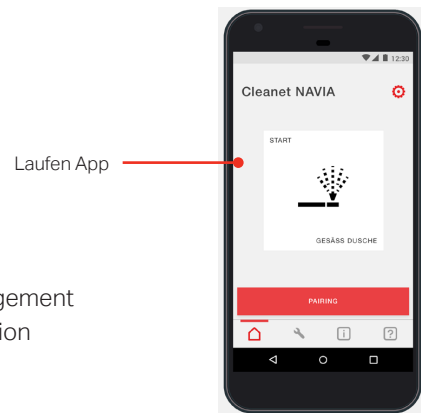 12:30
Cleanet NAVIA
START
Laufen App
GESÄSS DUSCHE
gement
ion
PAIRING
i
?